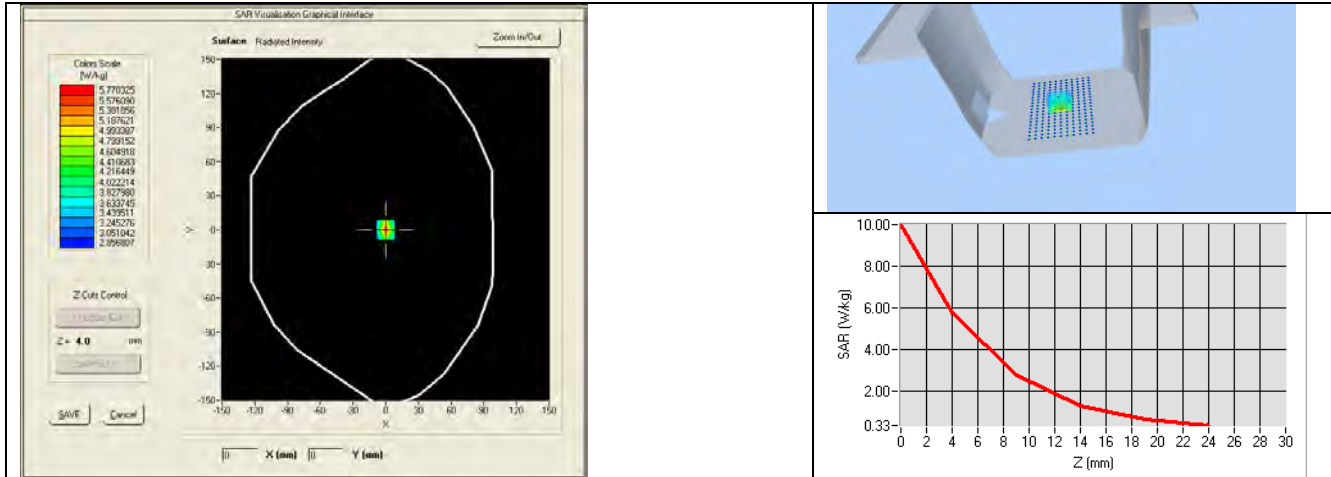 SAR Visualisation Graphical Interface
Surface Radiated Intensity
Zoom In/Out
Colors Scale
(W/kg)
5.770325
5.576090
5.381856
5.187621
4.993387
4.799152
4.604918
4.410683
4.216449
4.022214
3.827980
3.633745
3.439511
3.245276
3.051042
2.856807
150-
120-
90-
60-
30-
0-
-30-
-60-
-90-
-120-
-150-
Y
-150 -120 -90 -60 -30 0 30 60 90 120 150
X
Z Cuts Control
Z = 4.0 mm
SAVE Cancel
0 X (mm) 0 Y (mm)
10.00-
8.00-
6.00-
4.00-
2.00-
0.33-
SAR (W/kg)
0 2 4 6 8 10 12 14 16 18 20 22 24 26 28 30
Z (mm)